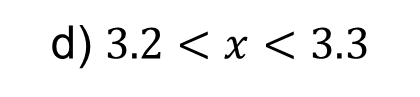 d) 3.2 < 𝑥 < 3.3